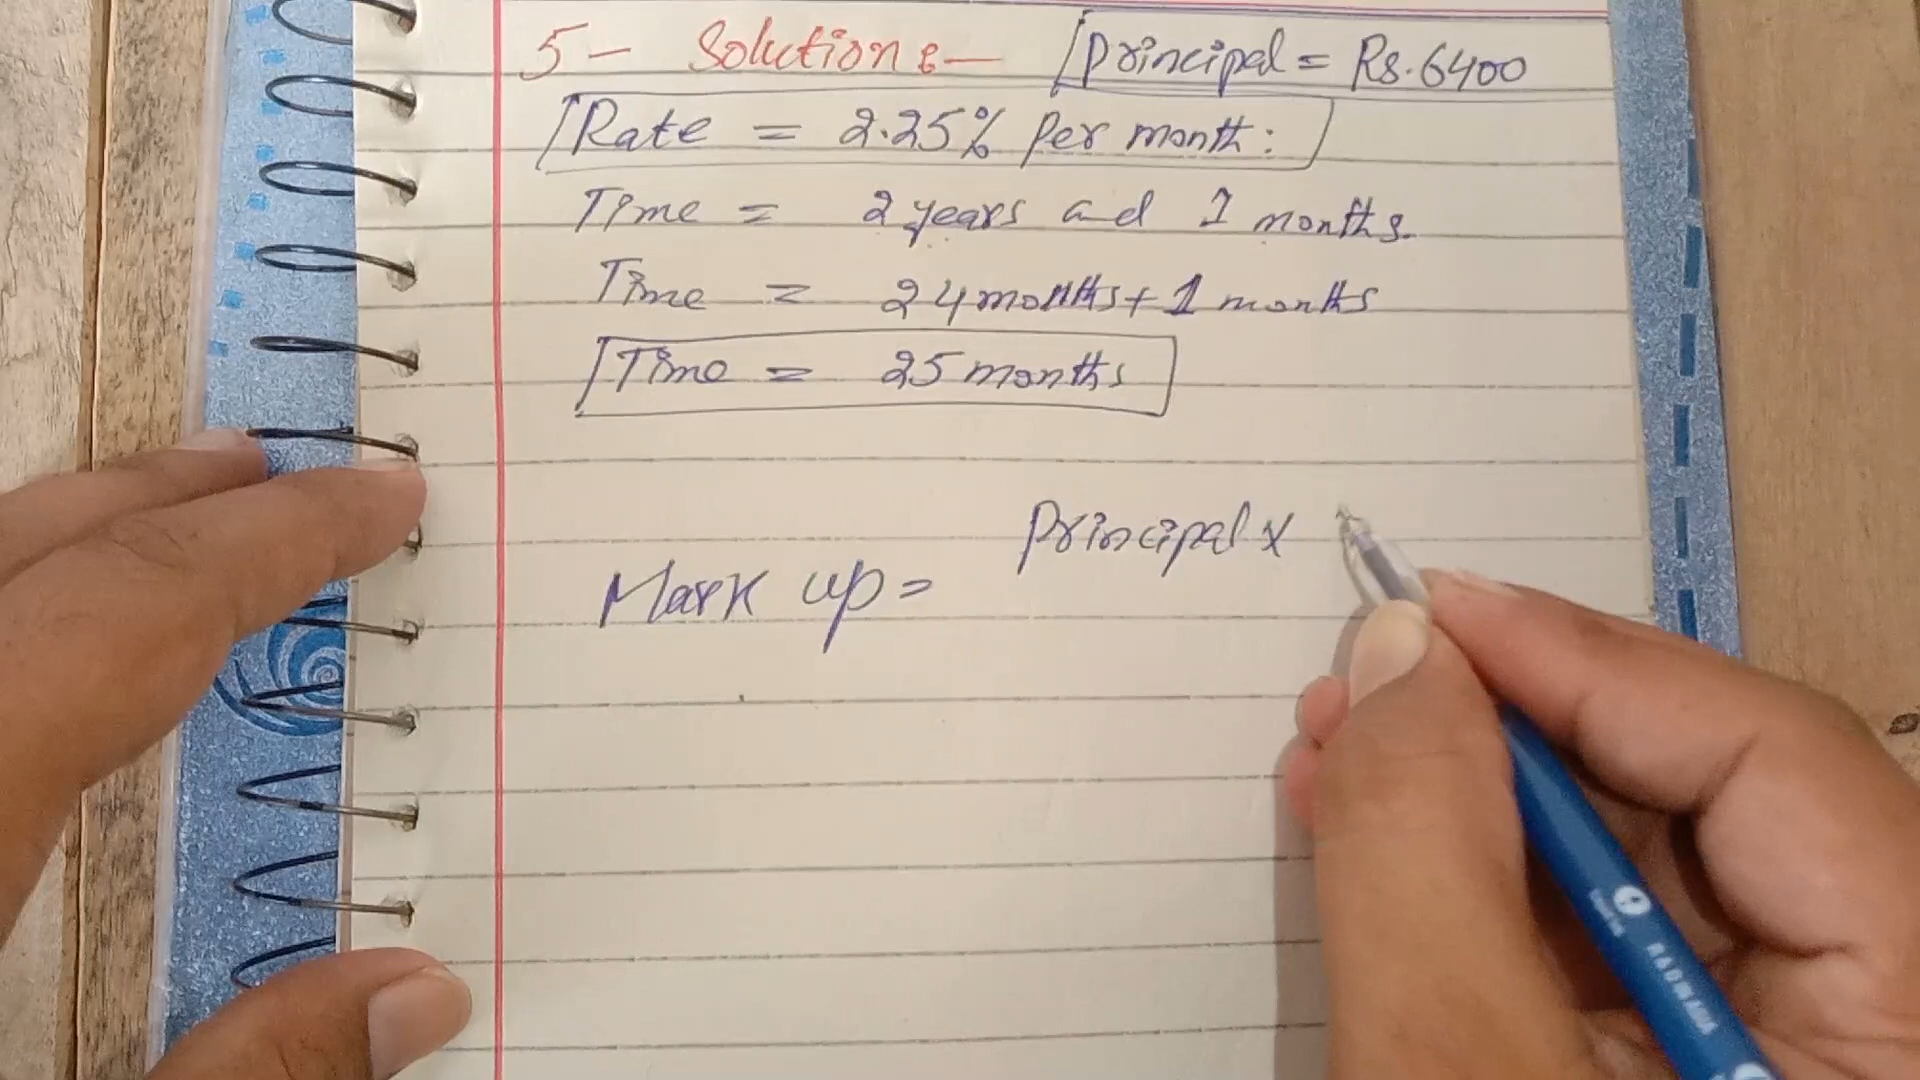 5- Solution:- Principal = Rs.6400
Rate = 2.25% Per month:
Time = 2 years and 1 months.
Time = 24 months + 1 months
Time = 25 months
Principal x
Mark up =